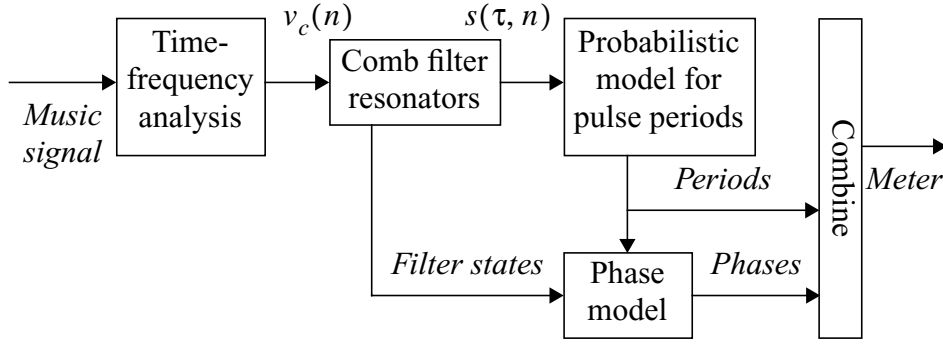 v_c(n)
s(τ, n)
Time-
frequency
analysis
Comb filter
resonators
Probabilistic
model for
pulse periods
Music
signal
Combine
Periods
Meter
Filter states
Phase
model
Phases